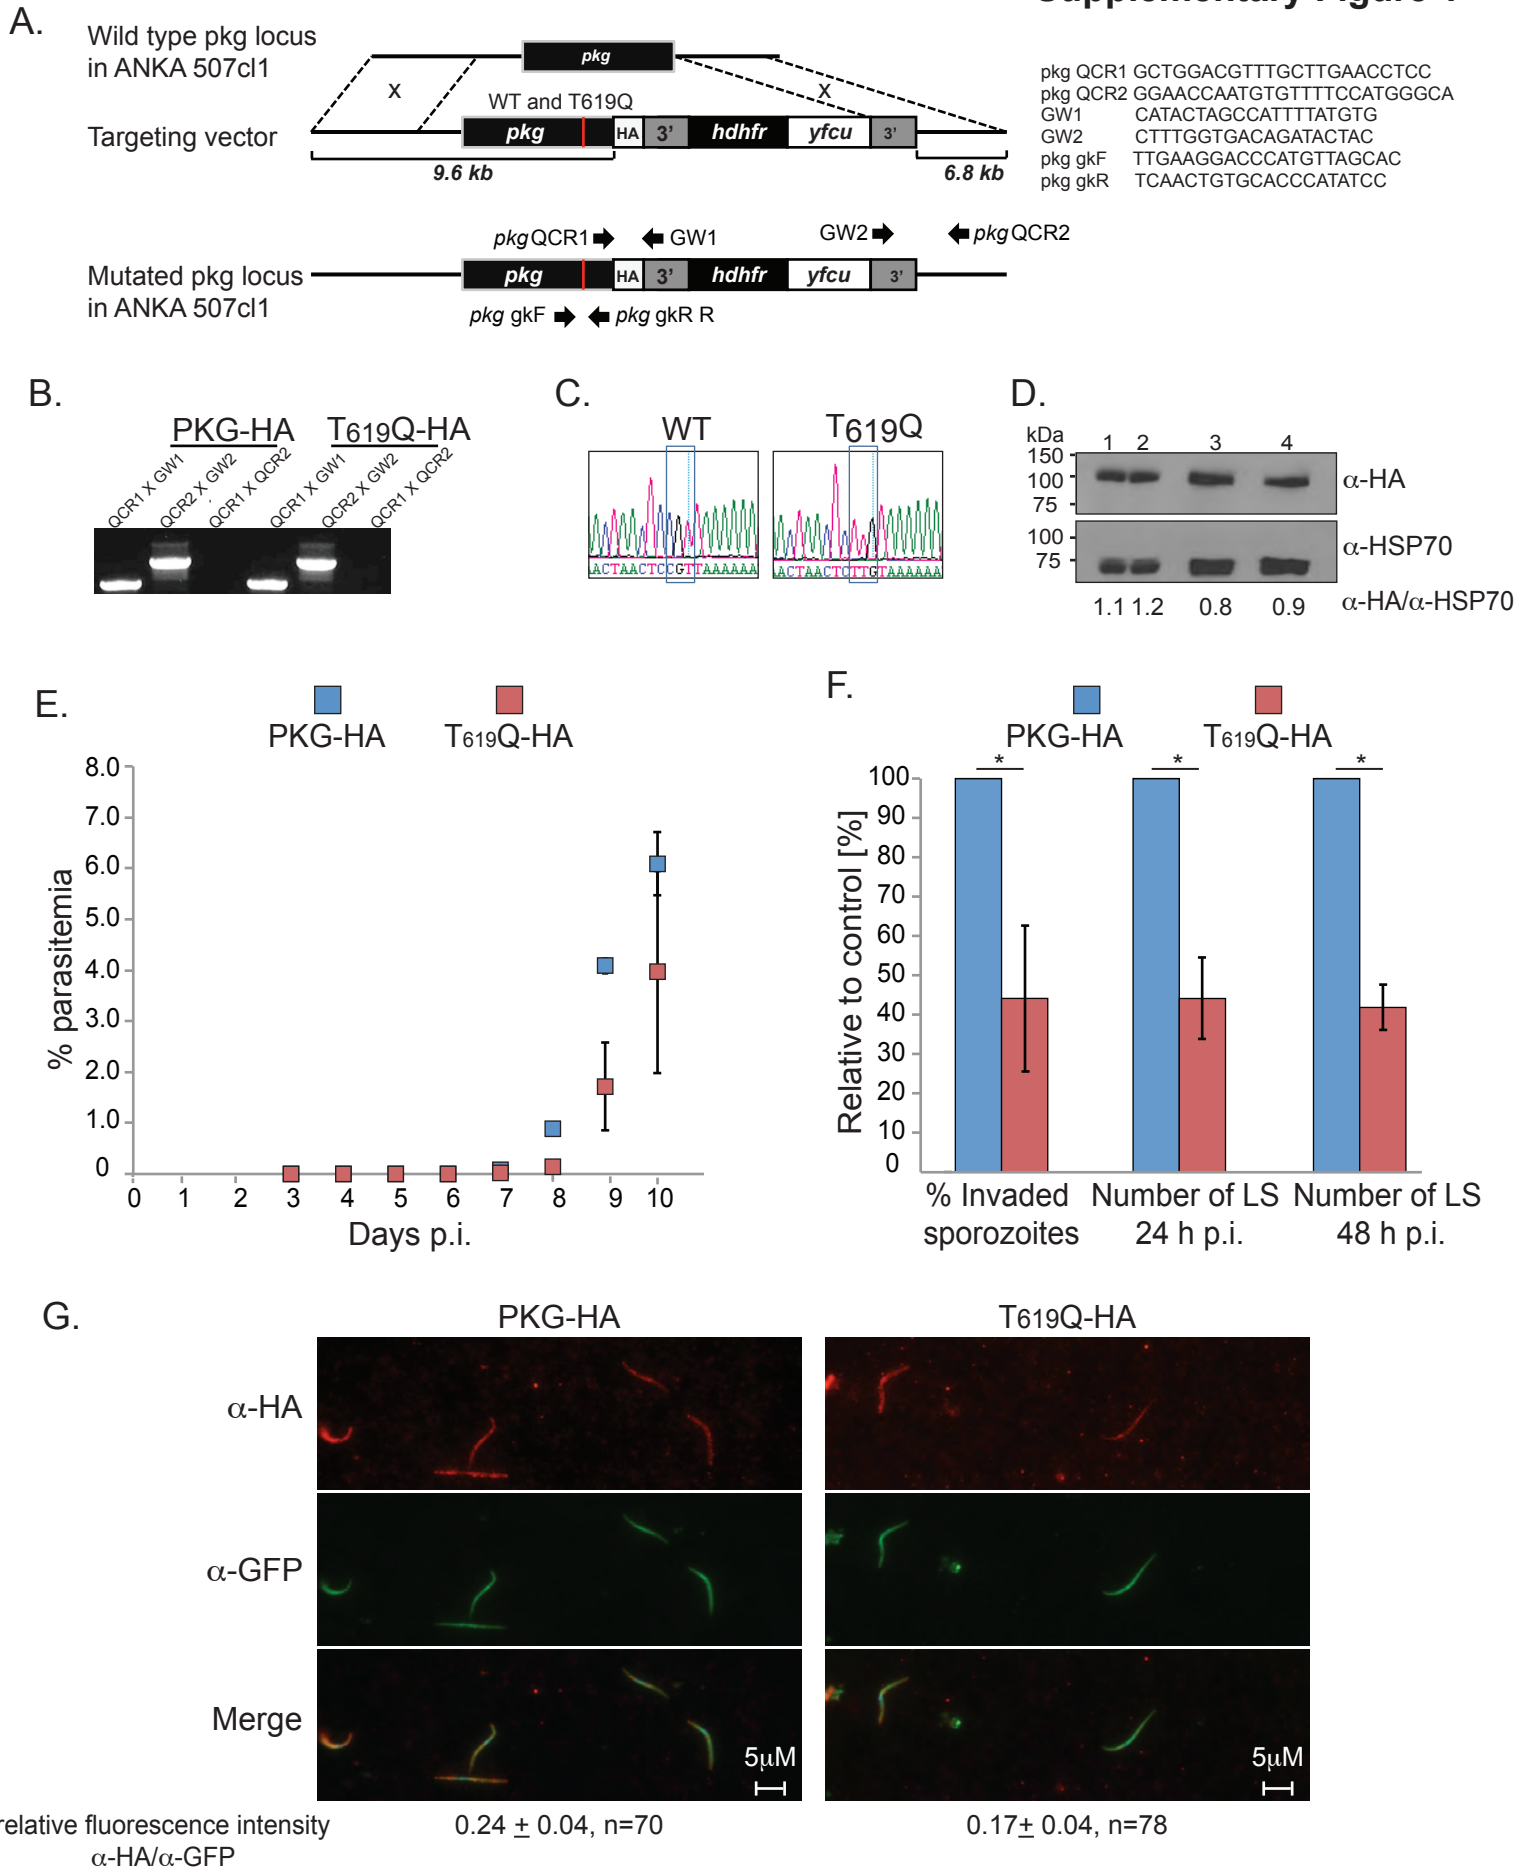 A.
Wild type pkg locus
in ANKA 507cl1
pkg
X
X
WT and T619Q
Targeting vector
pkg
HA
3'
hdhfr
yfcu
3'
9.6 kb
6.8 kb
pkg QCR1 GCTGGACGTTTGCTTGAACCTCC
pkg QCR2 GGAACCAATGTGTTTTCCATGGGCA
GW1 CATACTAGCCATTTTATGTG
GW2 CTTTGGTGACAGATACTAC
pkg gkF TTGAAGGACCCATGTTAGCAC
pkg gkR TCAACTGTGCACCCATATCC
pkgQCR1
GW1
GW2
pkgQCR2
Mutated pkg locus
in ANKA 507cl1
pkg
HA
3'
hdhfr
yfcu
3'
pkg gkF
pkg gkR R
B.
PKG-HA
T619Q-HA
QCR1 X GW1
QCR2 X GW2
QCR1 X QCR2
QCR1 X GW1
QCR2 X GW2
QCR1 X QCR2
C.
WT
T619Q
ACTAACTCCGTTAAAAAA
ACTAACTCTTGTAAAAAA
D.
kDa
150
100
75
1 2 3 4
α-HA
100
75
α-HSP70
1.1 1.2 0.8 0.9
α-HA/α-HSP70
E.
PKG-HA
T619Q-HA
% parasitemia
8.0
7.0
6.0
5.0
4.0
3.0
2.0
1.0
0
0 1 2 3 4 5 6 7 8 9 10
Days p.i.
F.
PKG-HA
T619Q-HA
Relative to control [%]
100
90
80
70
60
50
40
30
20
10
0
*
*
*
% Invaded
sporozoites
Number of LS
24 h p.i.
Number of LS
48 h p.i.
G.
PKG-HA
T619Q-HA
α-HA
α-GFP
Merge
5µM
5µM
relative fluorescence intensity
α-HA/α-GFP
0.24 ± 0.04, n=70
0.17± 0.04, n=78